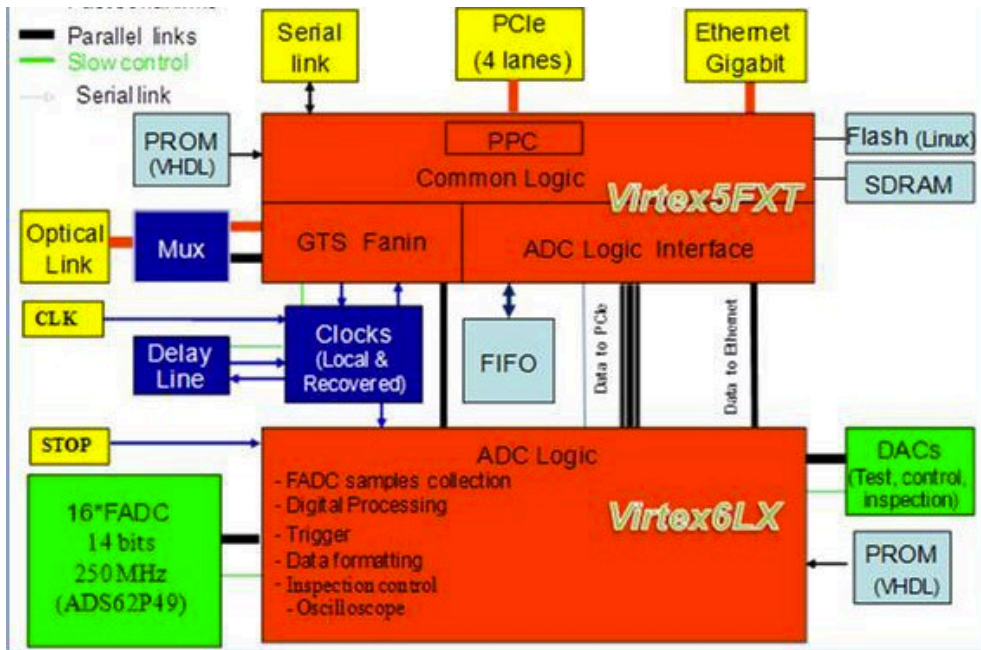 Parallel links
Slow control
Serial link
Serial
link
PCIe
(4 lanes)
Ethernet
Gigabit
PROM
(VHDL)
PPC
Common Logic
Virtex5FXT
Flash (Linux)
SDRAM
Optical
Link
Mux
GTS Fanin
ADC Logic Interface
CLK
Clocks
(Local &
Recovered)
Delay
Line
FIFO
Data to PCIe
Data to Ethernet
STOP
ADC Logic
- FADC samples collection
- Digital Processing
- Trigger
- Data formatting
- Inspection control
- Oscilloscope
Virtex6LX
DACs
(Test, control,
inspection)
16*FADC
14 bits
250 MHz
(ADS62P49)
PROM
(VHDL)